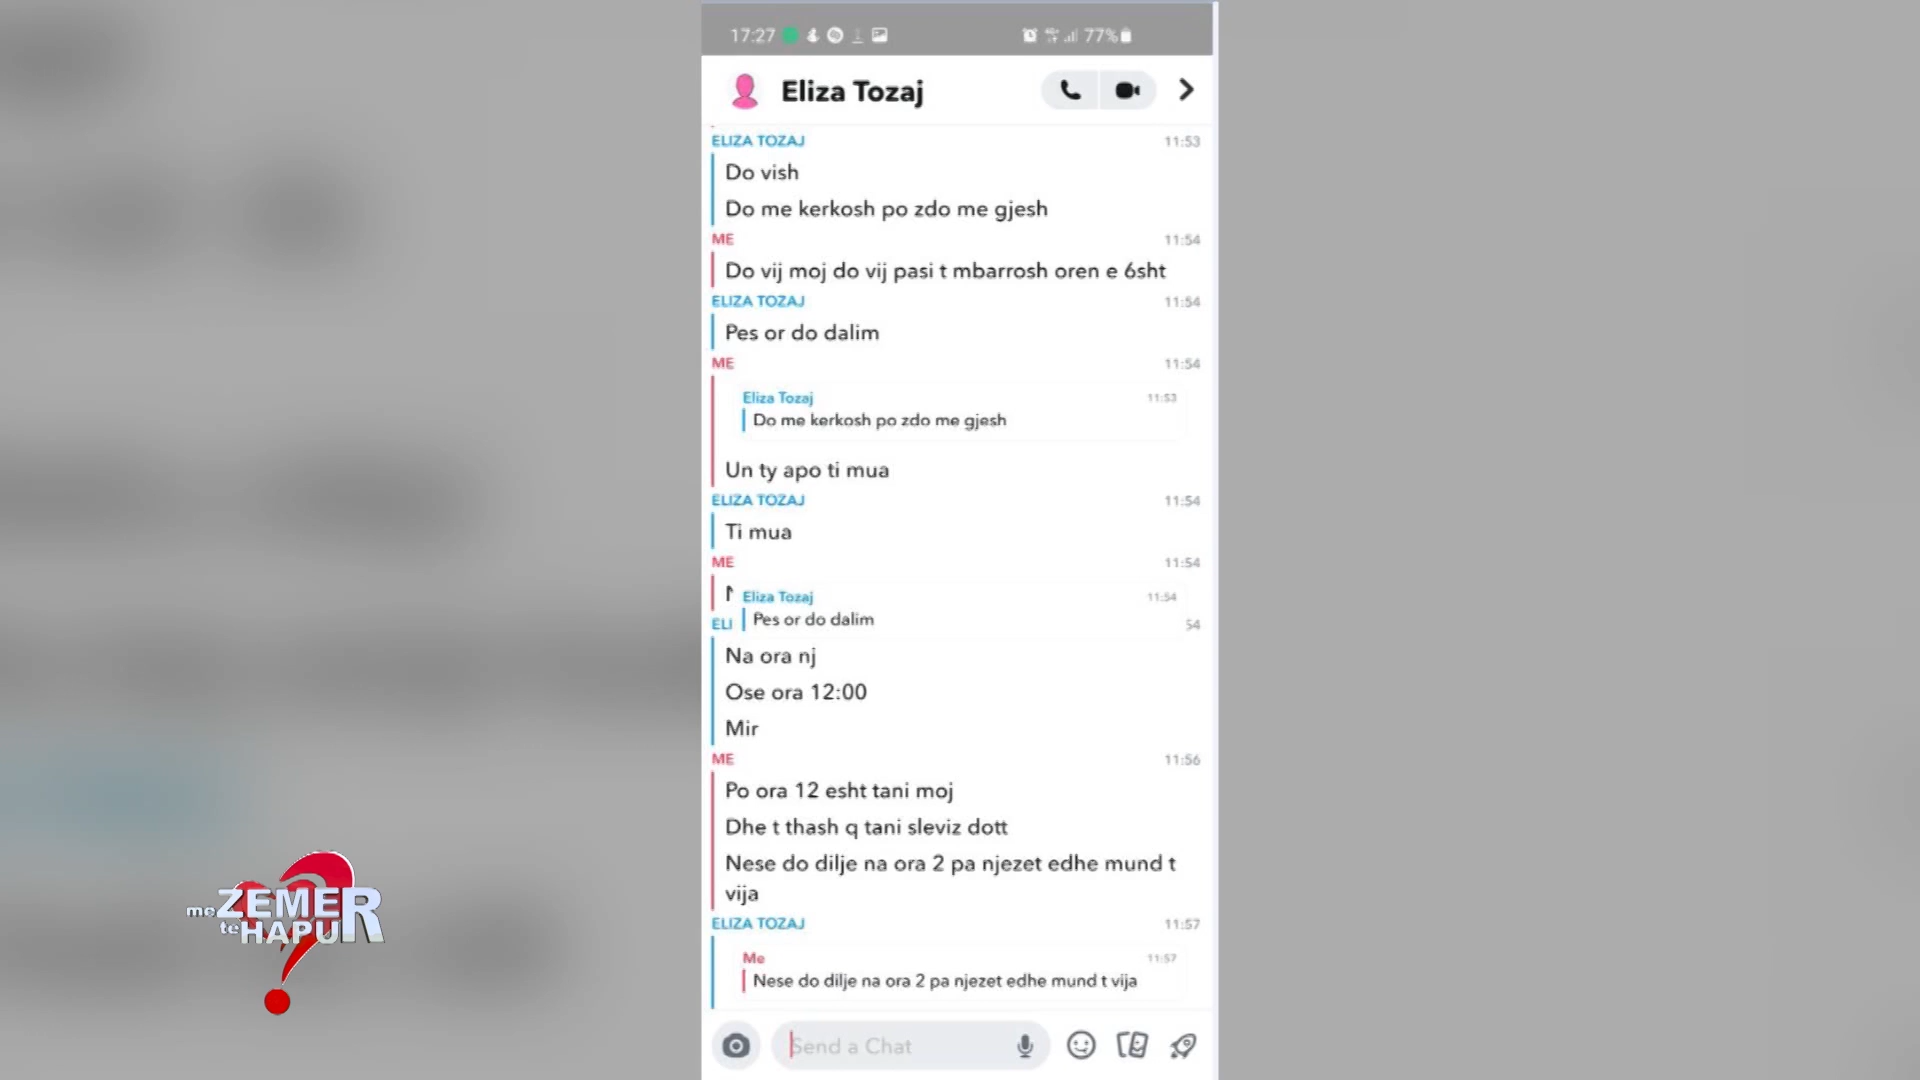 17:27
77%
Eliza Tozaj
ELIZA TOZAJ 11:53
Do vish
Do me kerkosh po zdo me gjesh
ME 11:54
Do vij moj do vij pasi t mbarrosh oren e 6sht
ELIZA TOZAJ 11:54
Pes or do dalim
ME 11:54
Eliza Tozaj 11:53
Do me kerkosh po zdo me gjesh
Un ty apo ti mua
ELIZA TOZAJ 11:54
Ti mua
ME 11:54
Eliza Tozaj 11:54
Pes or do dalim
ELI 54
Na ora nj
Ose ora 12:00
Mir
ME 11:56
Po ora 12 esht tani moj
Dhe t thash q tani sleviz dott
Nese do dilje na ora 2 pa njezet edhe mund t
vija
ELIZA TOZAJ 11:57
Me 11:57
Nese do dilje na ora 2 pa njezet edhe mund t vija
Send a Chat
me ZEMER
te HAPUR